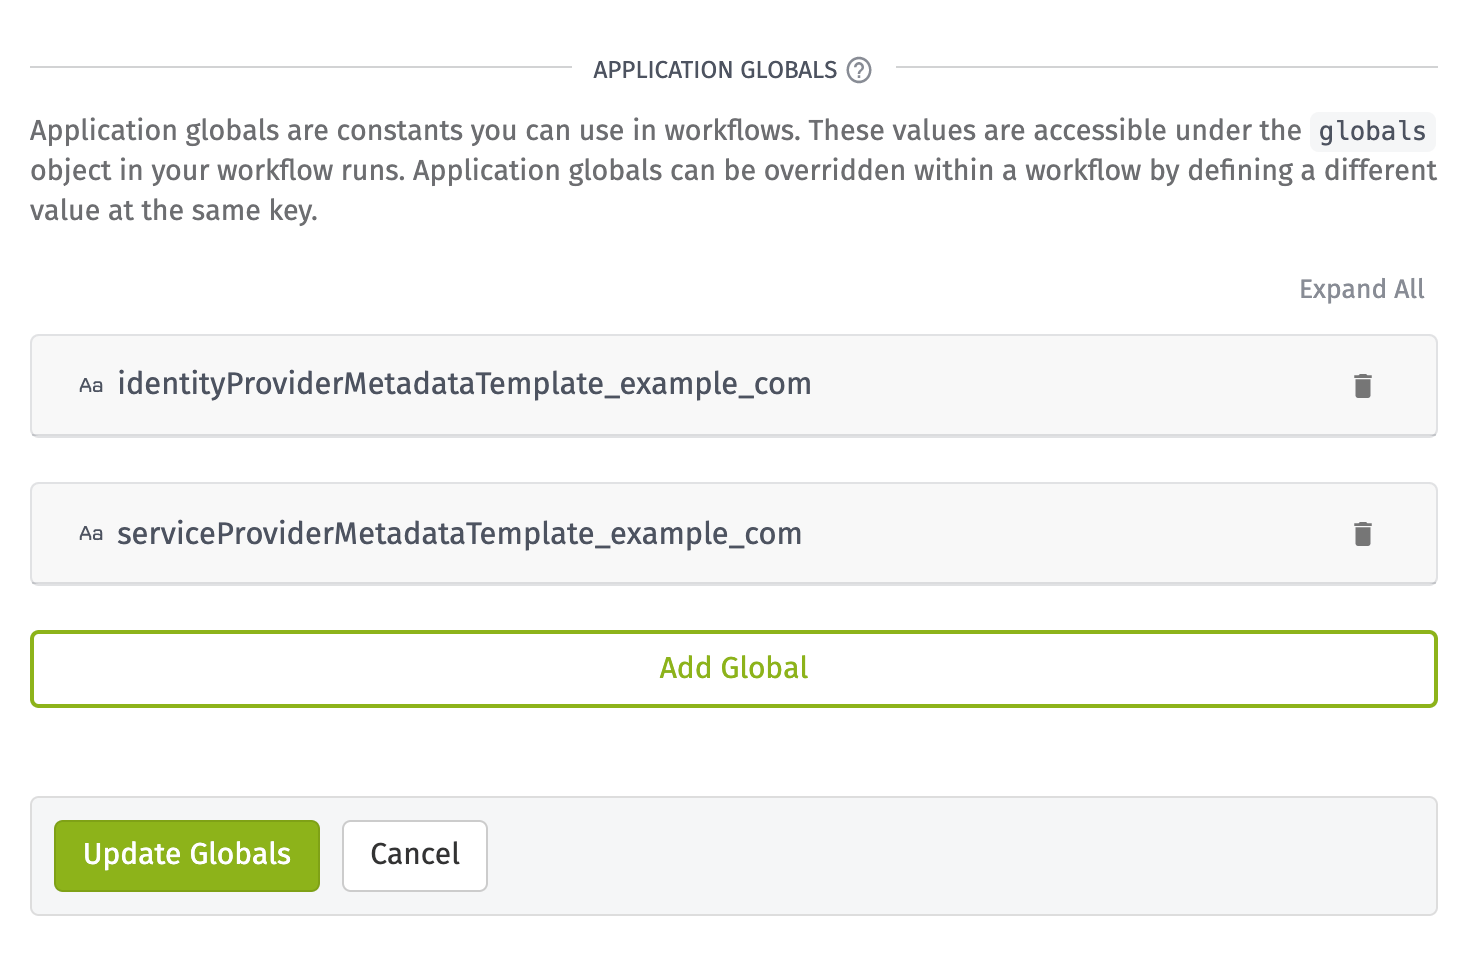 APPLICATION GLOBALS ?
Application globals are constants you can use in workflows. These values are accessible under the globals
object in your workflow runs. Application globals can be overridden within a workflow by defining a different
value at the same key.
Expand All
Aa identityProviderMetadataTemplate_example_com
Aa serviceProviderMetadataTemplate_example_com
Add Global
Update Globals Cancel